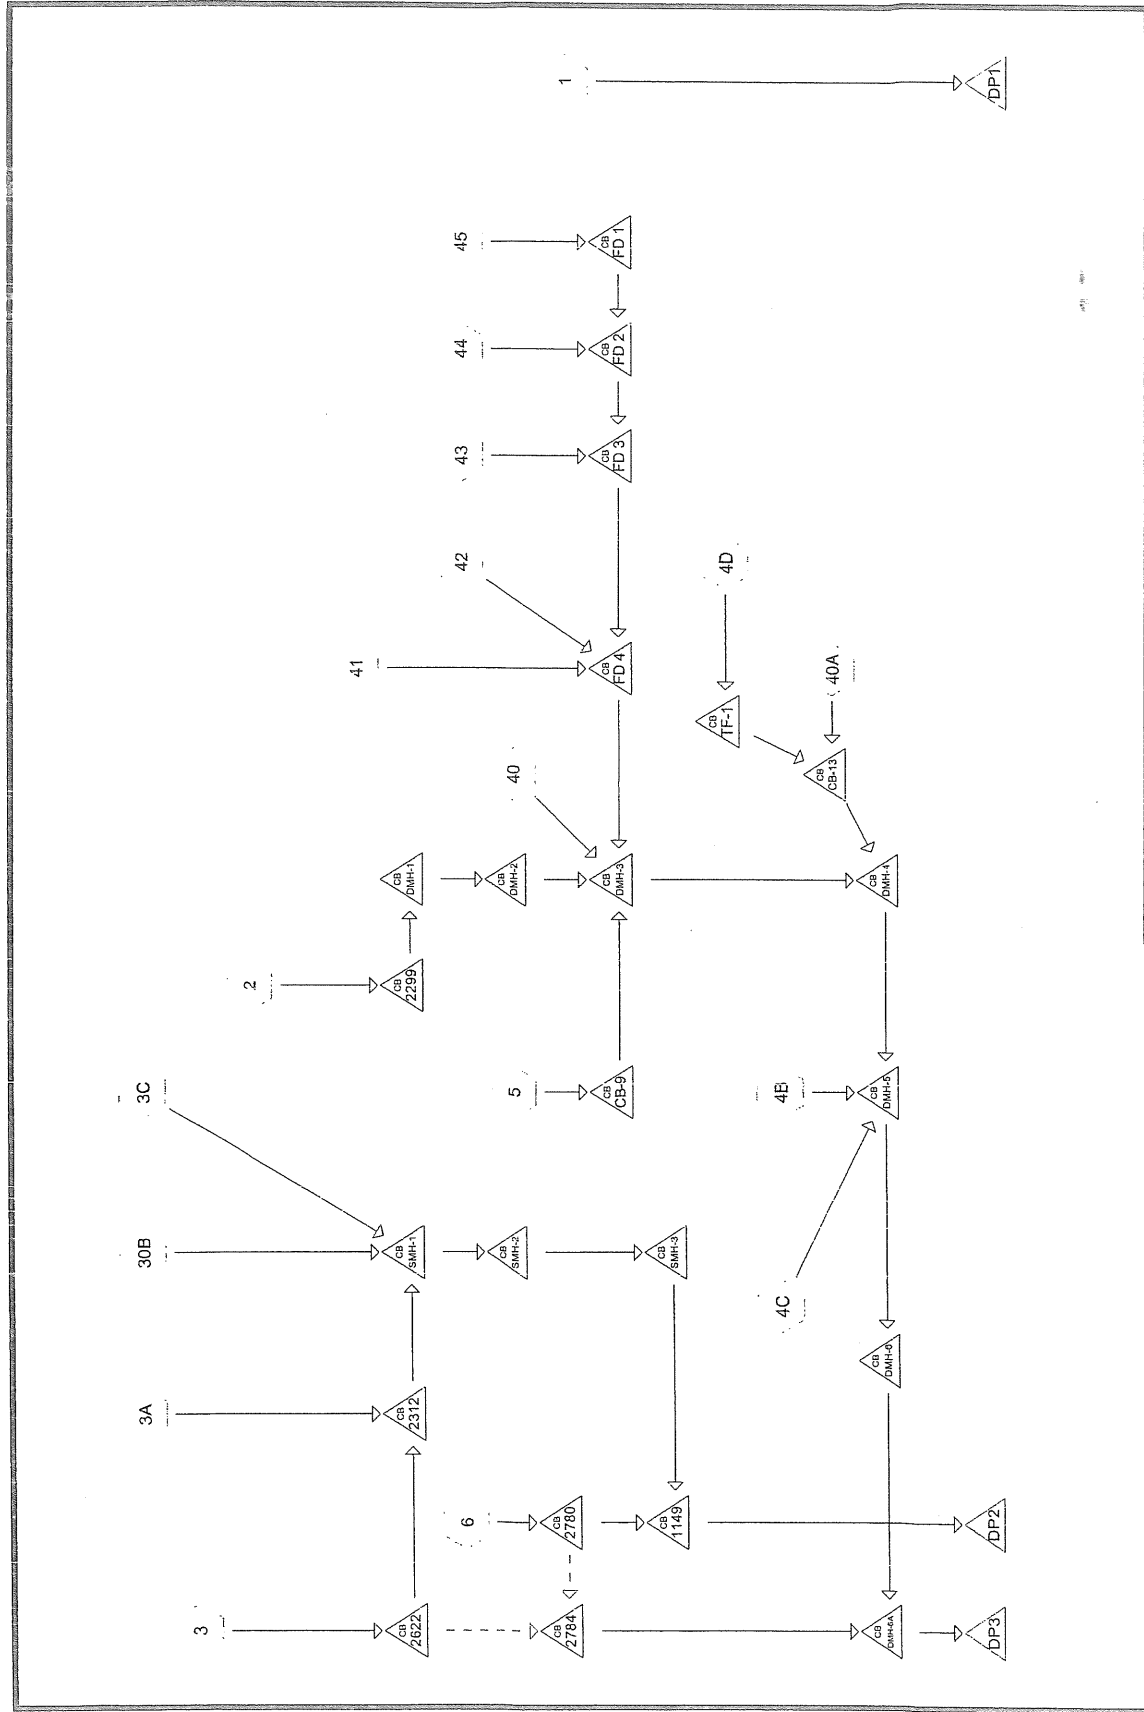 3
3A
30B
3C
2
41
42
43
44
45
1
CB
2622
CB
2312
CB
SMH-1
CB
2299
CB
DMH-1
40
6
5
CB
SMH-2
CB
DMH-2
CB
2784
CB
2780
CB
CB-9
CB
DMH-3
CB
FD 4
CB
FD 3
CB
FD 2
CB
FD 1
CB
1149
CB
SMH-3
4C
4B
CB
TF-1
4D
CB
CB-13
40A
CB
DMH-6A
CB
DMH-6
CB
DMH-5
CB
DMH-4
DP3
DP2
DP1